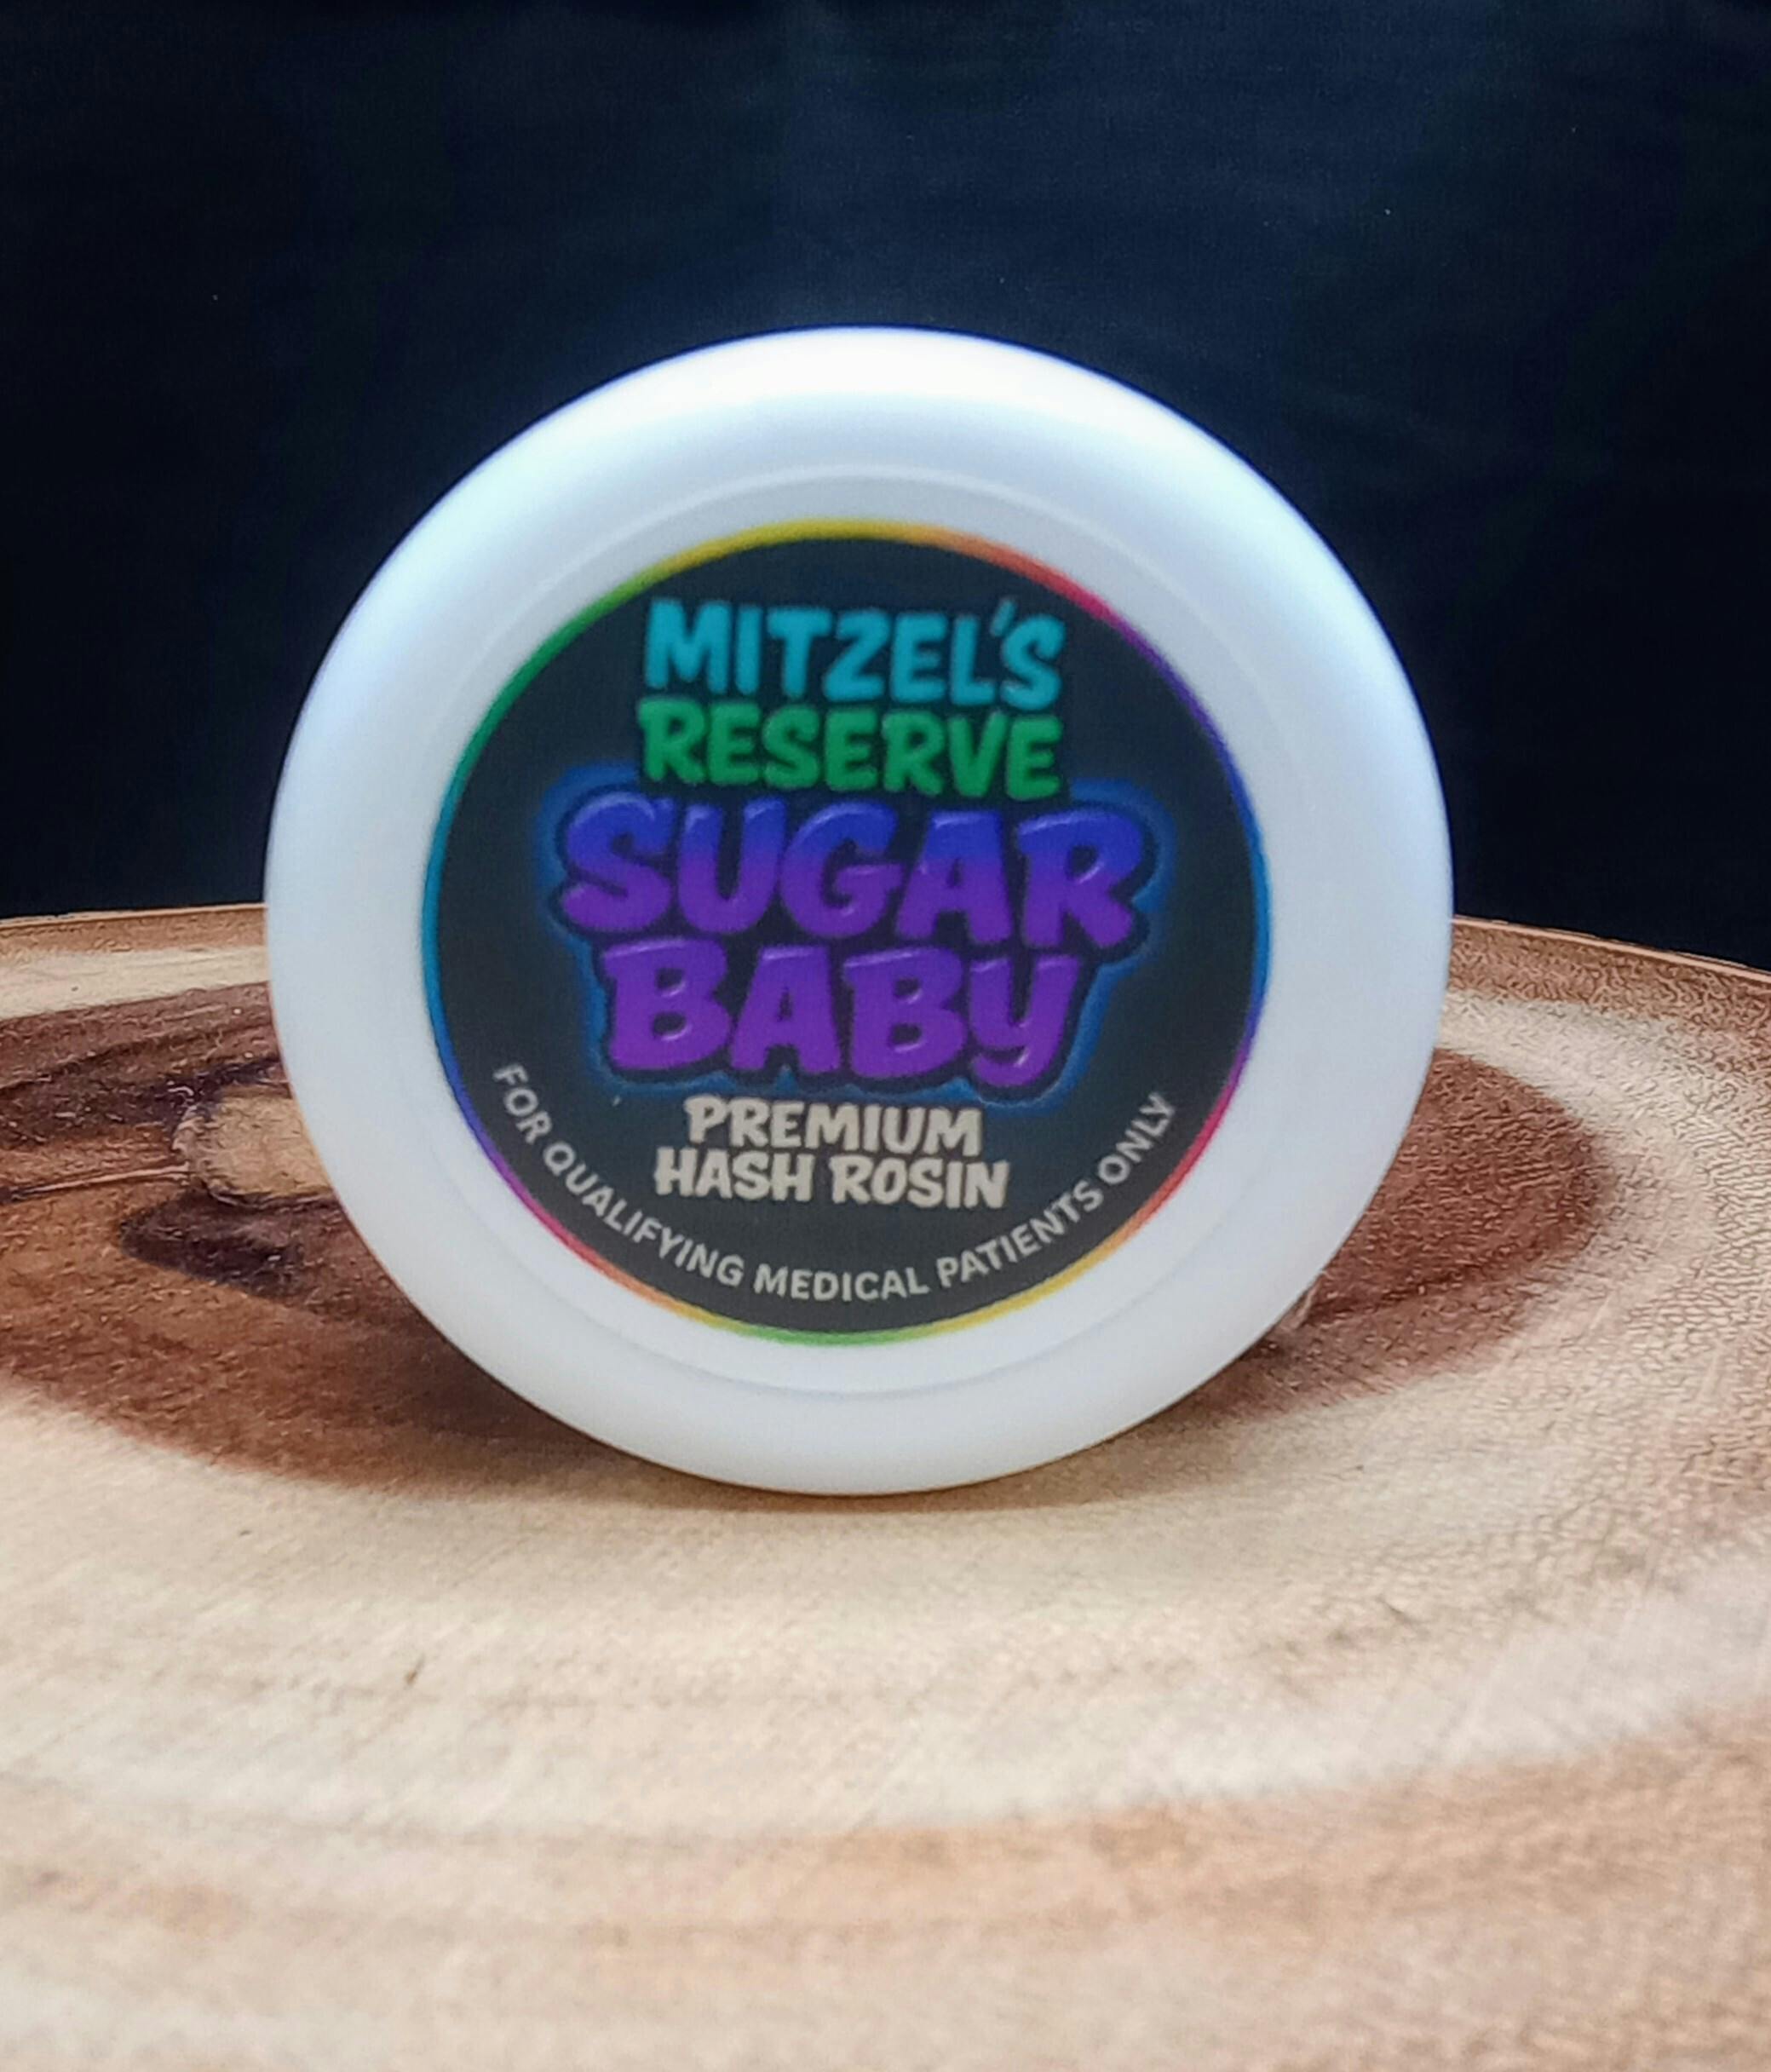 MITZEL'S
RESERVE
SUGAR
BABY
PREMIUM
HASH ROSIN
FOR QUALIFYING MEDICAL PATIENTS ONLY